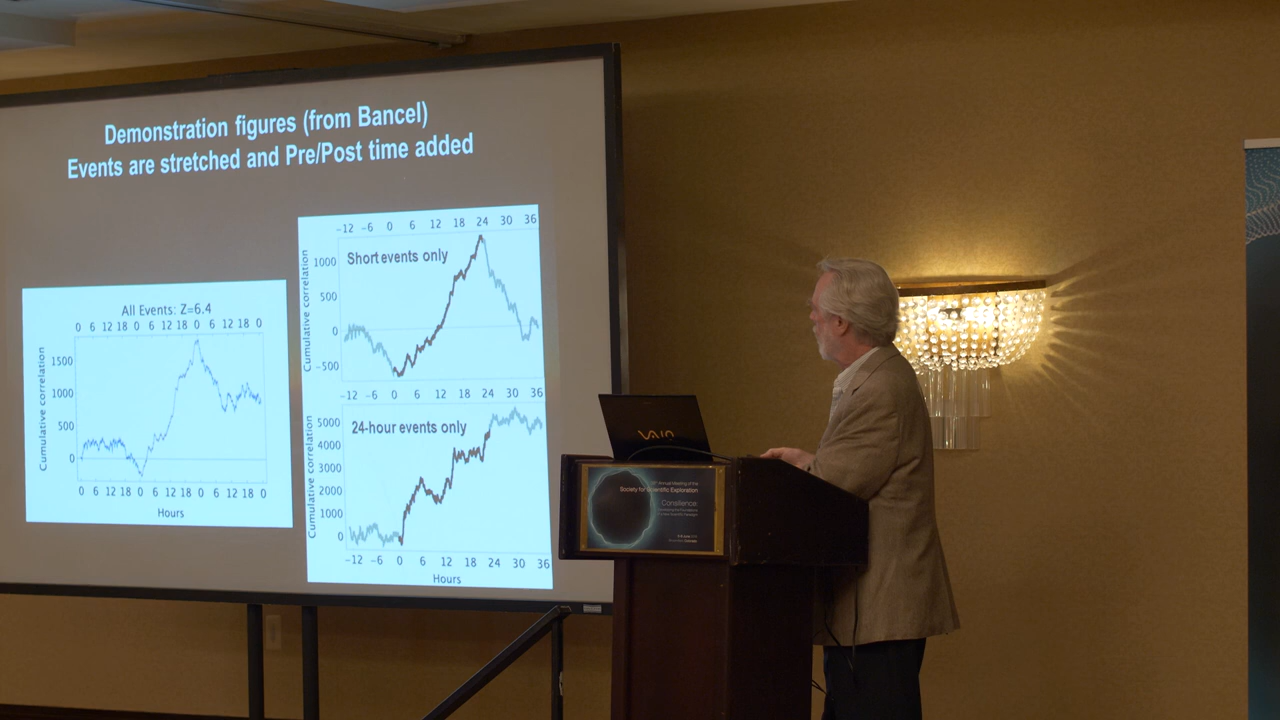 Demonstration figures (from Bancel)
Events are stretched and Pre/Post time added
All Events: Z=6.4
0 6 12 18 0 6 12 18 0 6 12 18 0
1500
1000
500
0
Cumulative correlation
0 6 12 18 0 6 12 18 0 6 12 18 0
Hours
-12 -6 0 6 12 18 24 30 36
Short events only
1000
500
0
-500
Cumulative correlation
-12 -6 0 6 12 18 24 30 36
24-hour events only
5000
4000
3000
2000
1000
0
Cumulative correlation
-12 -6 0 6 12 18 24 30 36
Hours
VAIO
Annual Meeting of the
Society for Scientific Exploration
Consilience